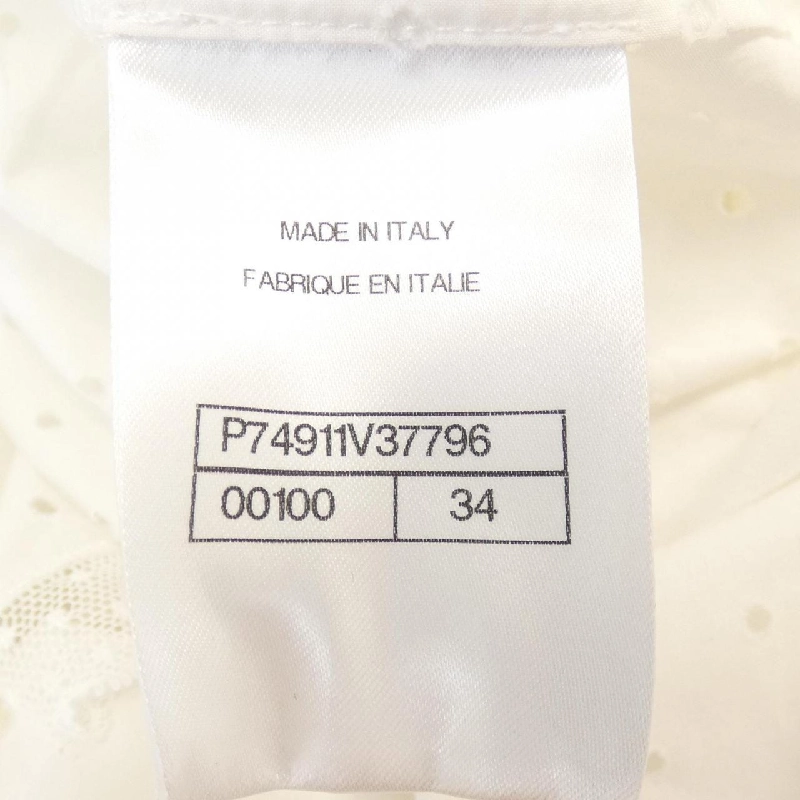 MADE IN ITALY
FABRIQUE EN ITALIE
P74911V37796
00100 34